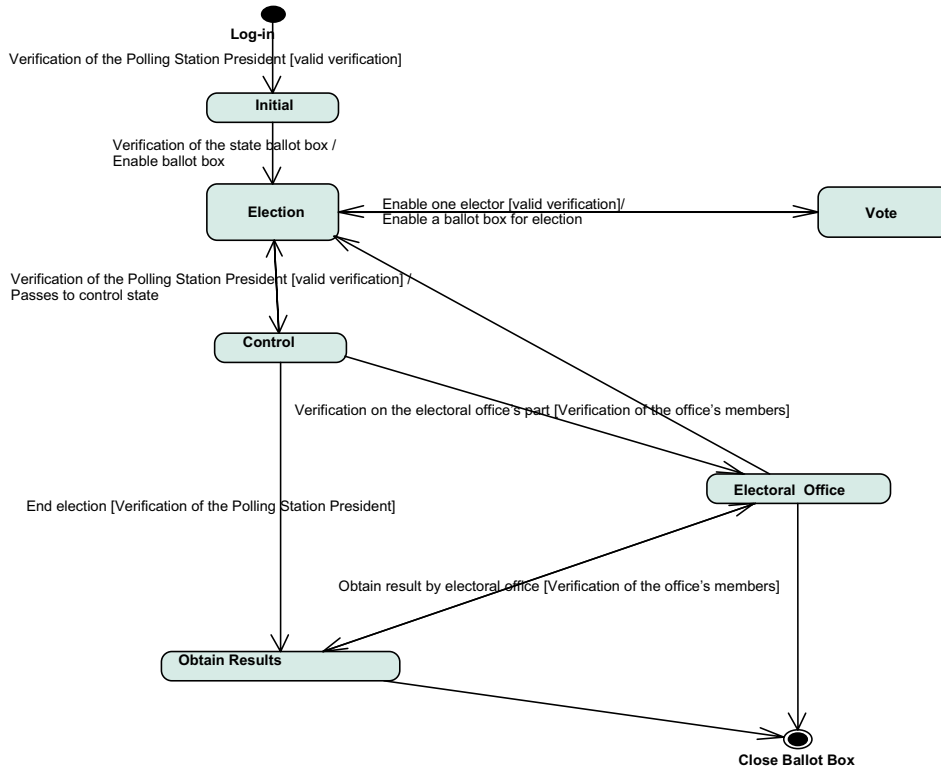 Log-in
Verification of the Polling Station President [valid verification]
Initial
Verification of the state ballot box /
Enable ballot box
Election
Enable one elector [valid verification]/
Enable a ballot box for election
Vote
Verification of the Polling Station President [valid verification] /
Passes to control state
Control
Verification on the electoral office's part [Verification of the office's members]
Electoral Office
End election [Verification of the Polling Station President]
Obtain result by electoral office [Verification of the office's members]
Obtain Results
Close Ballot Box